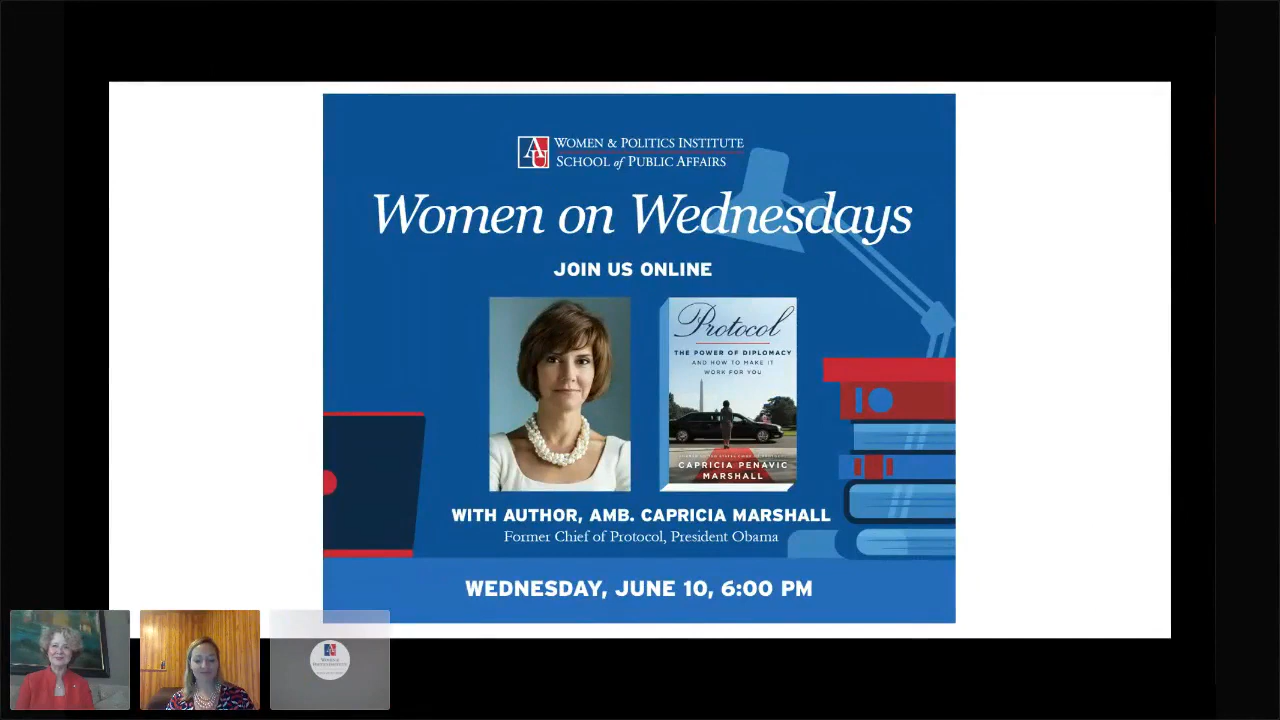 AU WOMEN & POLITICS INSTITUTE
SCHOOL of PUBLIC AFFAIRS
Women on Wednesdays
JOIN US ONLINE
Protocol
THE POWER OF DIPLOMACY
AND HOW TO MAKE IT
WORK FOR YOU
CAPRICIA PENAVIC
MARSHALL
WITH AUTHOR, AMB. CAPRICIA MARSHALL
Former Chief of Protocol, President Obama
WEDNESDAY, JUNE 10, 6:00 PM